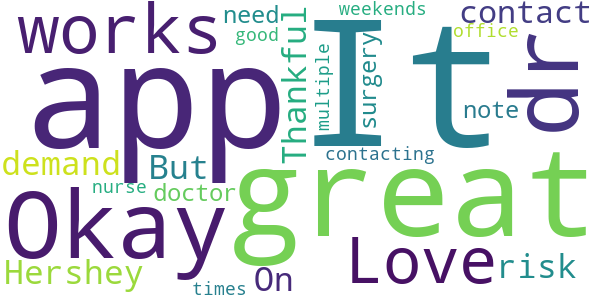 works
app
It
great
Okay
Love
dr
Thankful
need
good
weekends
contact
office
multiple
surgery
note
contacting
demand
But
nurse
doctor
Hershey
times
On
risk